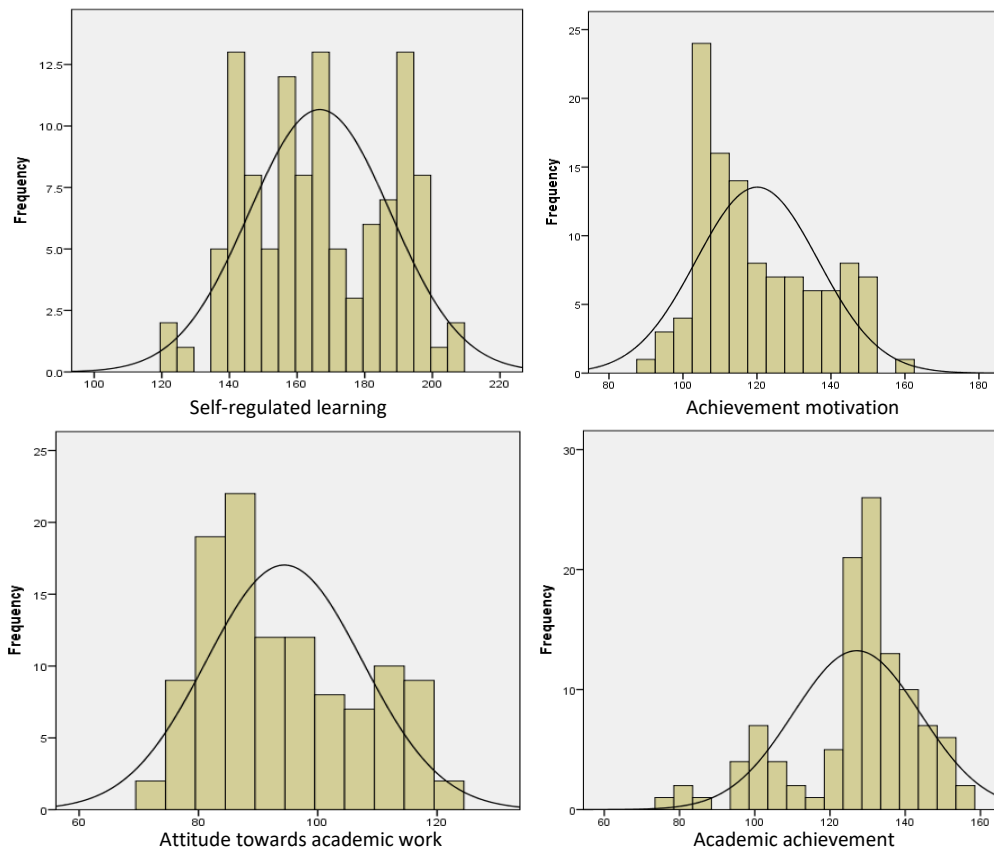 12.5
10.0
7.5
5.0
2.5
0.0
Frequency
100 120 140 160 180 200 220
Self-regulated learning
25
20
15
10
5
0
Frequency
80 100 120 140 160 180
Achievement motivation
25
20
15
10
5
0
Frequency
60 80 100 120
Attitude towards academic work
30
20
10
0
Frequency
60 80 100 120 140 160
Academic achievement